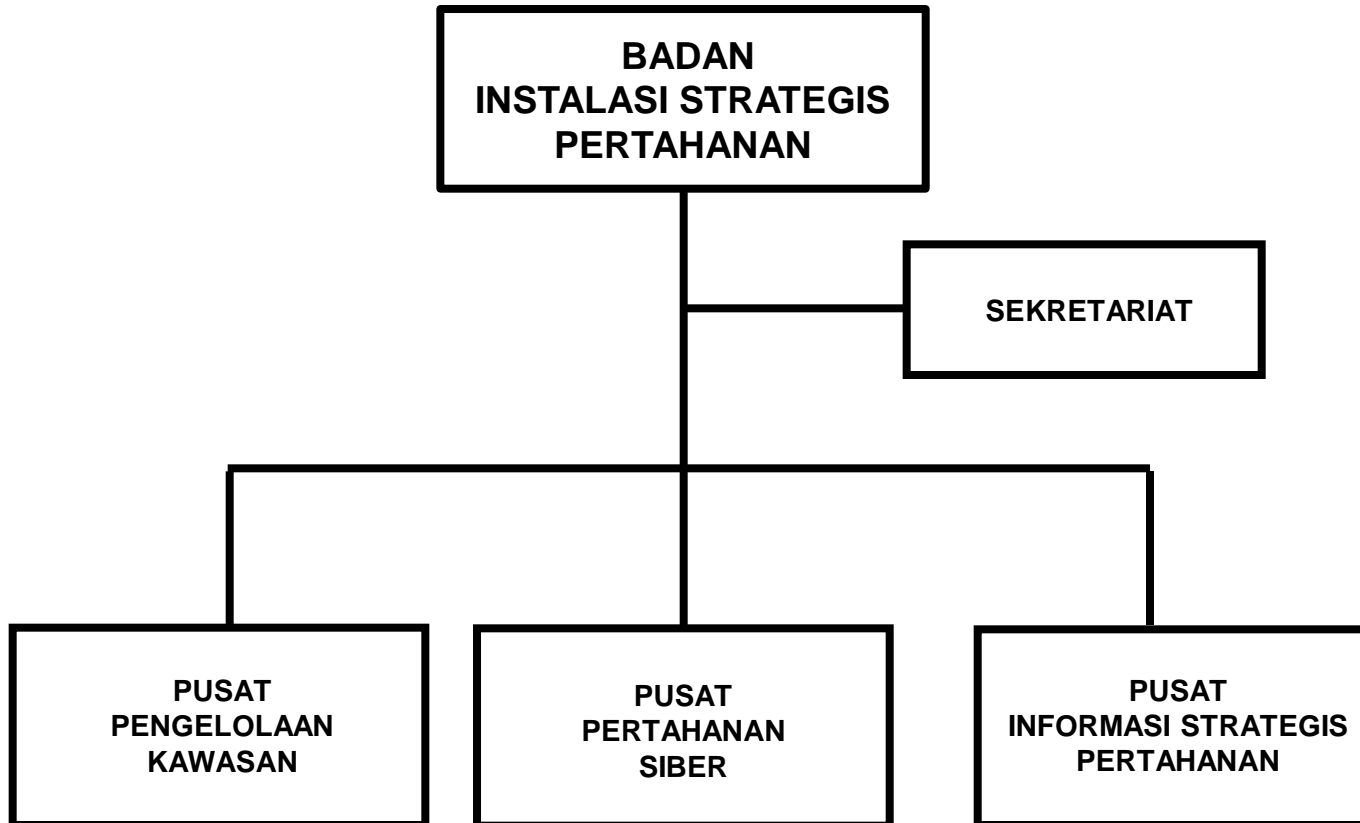 BADAN
INSTALASI STRATEGIS
PERTAHANAN
SEKRETARIAT
PUSAT
PENGELOLAAN
KAWASAN
PUSAT
PERTAHANAN
SIBER
PUSAT
INFORMASI STRATEGIS
PERTAHANAN